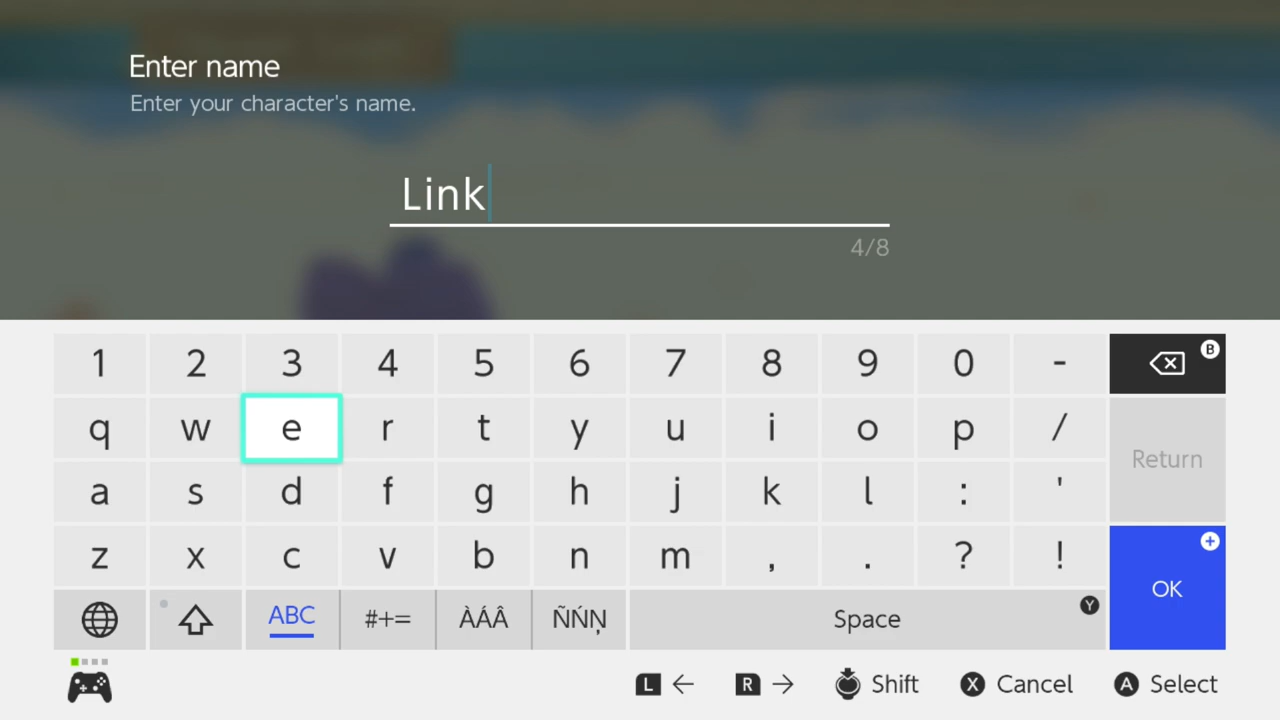 Enter name
Enter your character's name.
Link
4/8
1 2 3 4 5 6 7 8 9 0 - B
q w e r t y u i o p /
Return
a s d f g h j k l : '
z x c v b n m , . ? ! +
OK
ABC #+= ÀÁÂ ÑŃŅ Space Y
L ← R → Shift X Cancel A Select